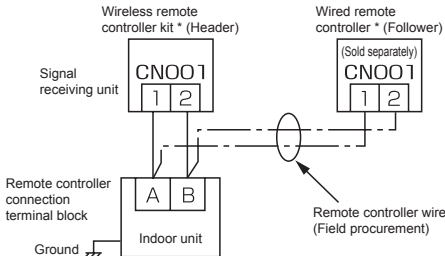 Wireless remote
controller kit * (Header)
Wired remote
controller * (Follower)
(Sold separately)
Signal
receiving unit
CN001
1 2
CN001
1 2
Remote controller
connection
terminal block
A B
Indoor unit
Ground
Remote controller wire
(Field procurement)